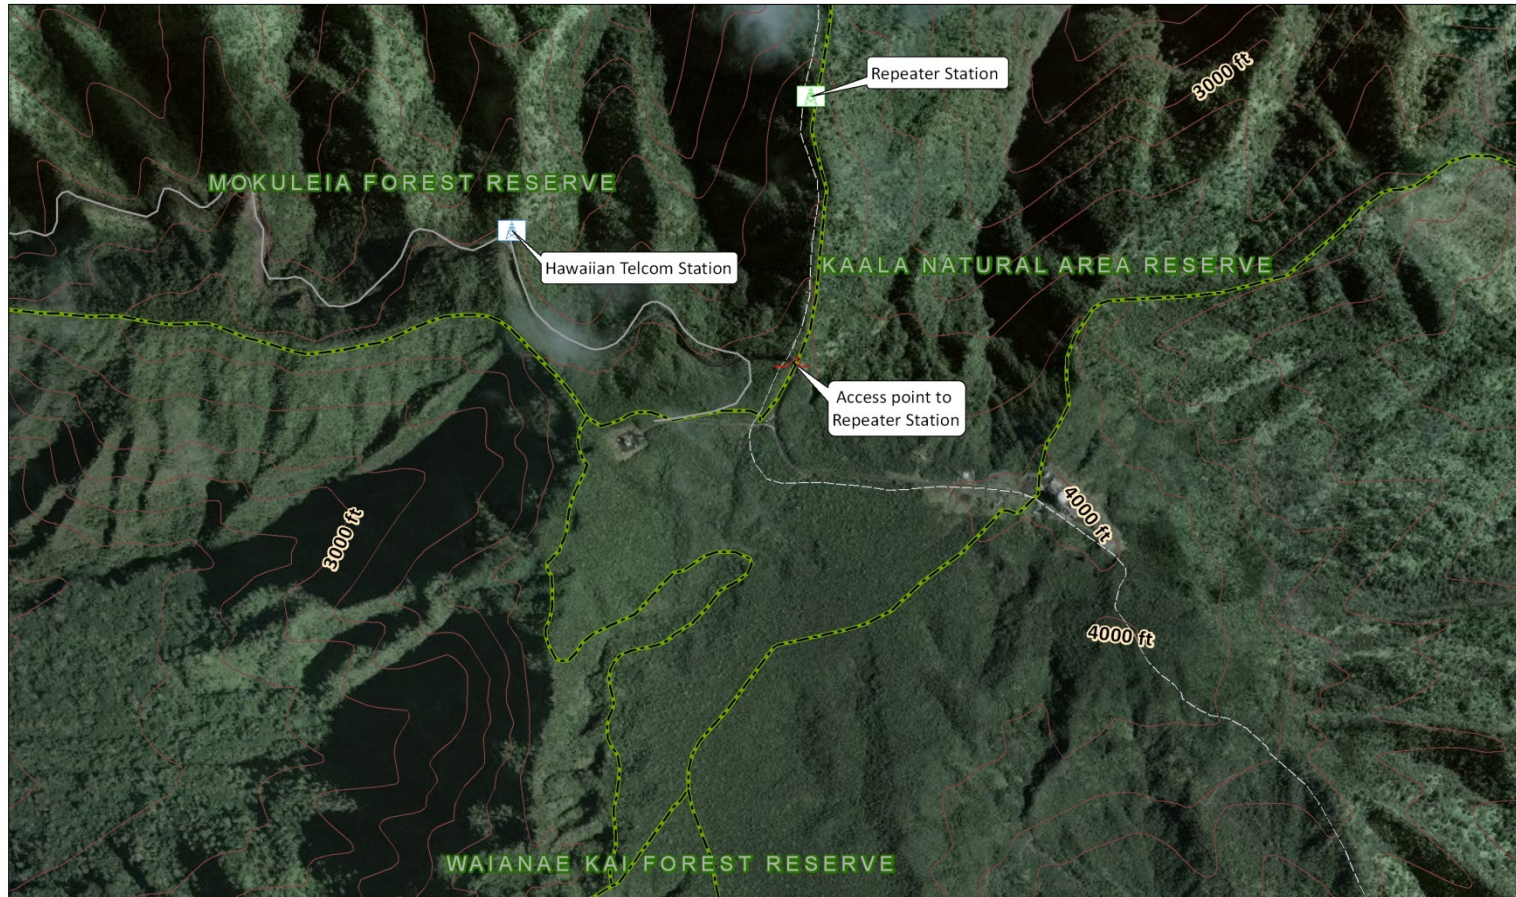 Repeater Station
3000 ft
MOKULEIA FOREST RESERVE
Hawaiian Telcom Station
KAALA NATURAL AREA RESERVE
Access point to
Repeater Station
4000 ft
3000 ft
4000 ft
WAIANAE KAI FOREST RESERVE